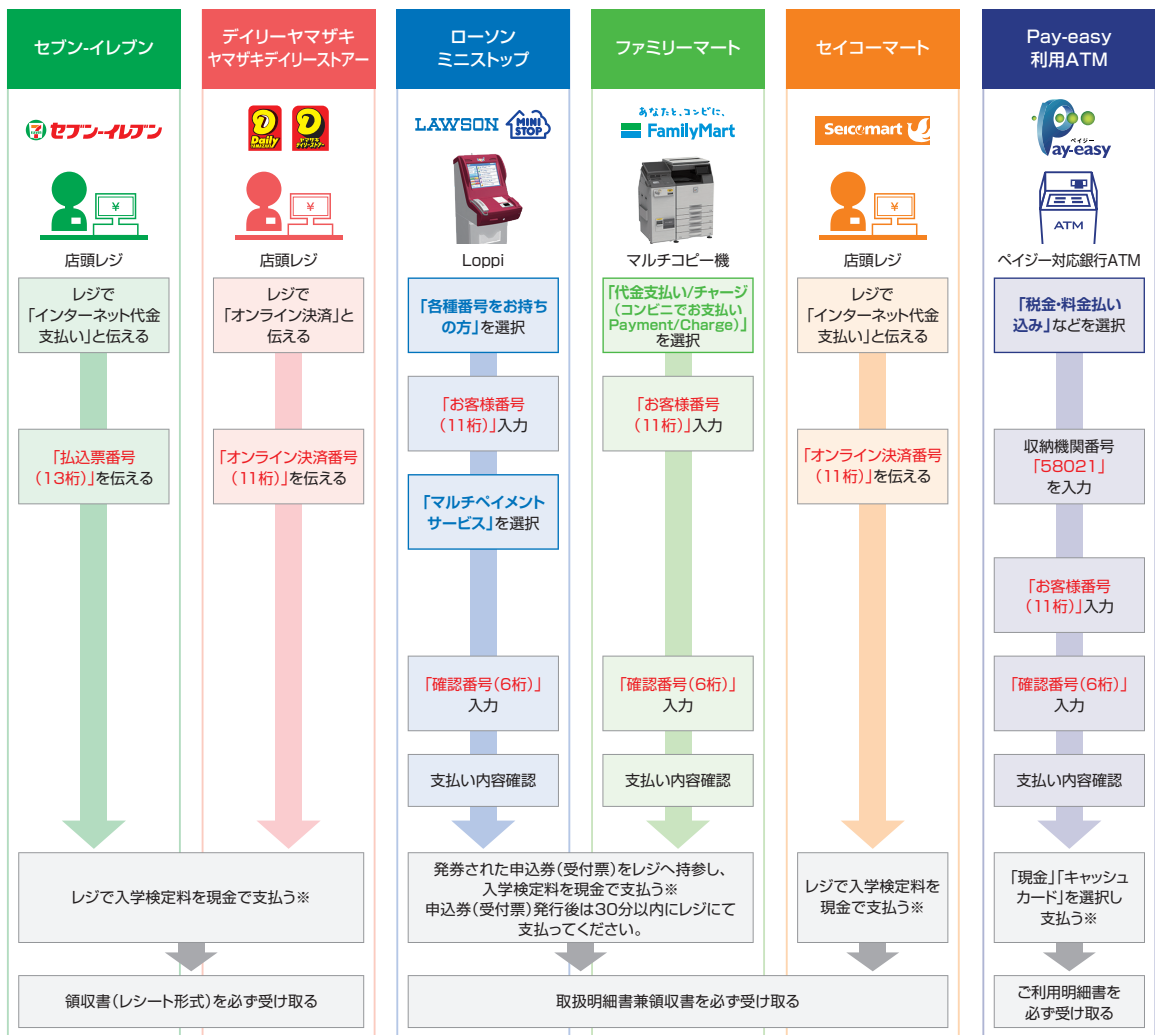 セブン-イレブン
セブン-イレブン
¥
店頭レジ
レジで
「インターネット代金
支払い」と伝える
「払込票番号
(13桁)」を伝える
デイリーヤマザキ
ヤマザキデイリーストアー
Daily
YAMAZAKI
ヤマザキ
デイリーストアー
¥
店頭レジ
レジで
「オンライン決済」と
伝える
「オンライン決済番号
(11桁)」を伝える
レジで入学検定料を現金で支払う※
領収書(レシート形式)を必ず受け取る
ローソン
ミニストップ
LAWSON
MINI
STOP
Loppi
「各種番号をお持ち
の方」を選択
「お客様番号
(11桁)」入力
「マルチペイメント
サービス」を選択
「確認番号(6桁)」
入力
支払い内容確認
ファミリーマート
あなたと、コンビに、
FamilyMart
マルチコピー機
「代金支払い/チャージ
(コンビニでお支払い
Payment/Charge)」
を選択
「お客様番号
(11桁)」入力
「確認番号(6桁)」
入力
支払い内容確認
発券された申込券(受付票)をレジへ持参し、
入学検定料を現金で支払う※
申込券(受付票)発行後は30分以内にレジにて
支払ってください。
セイコーマート
Seicomart
¥
店頭レジ
レジで
「インターネット代金
支払い」と伝える
「オンライン決済番号
(11桁)」を伝える
レジで入学検定料を
現金で支払う※
取扱明細書兼領収書を必ず受け取る
Pay-easy
利用ATM
ペイジー
Pay-easy
ATM
ペイジー対応銀行ATM
「税金・料金払い
込み」などを選択
収納機関番号
「58021」
を入力
「お客様番号
(11桁)」入力
「確認番号(6桁)」
入力
支払い内容確認
「現金」「キャッシュ
カード」を選択し
支払う※
ご利用明細書を
必ず受け取る